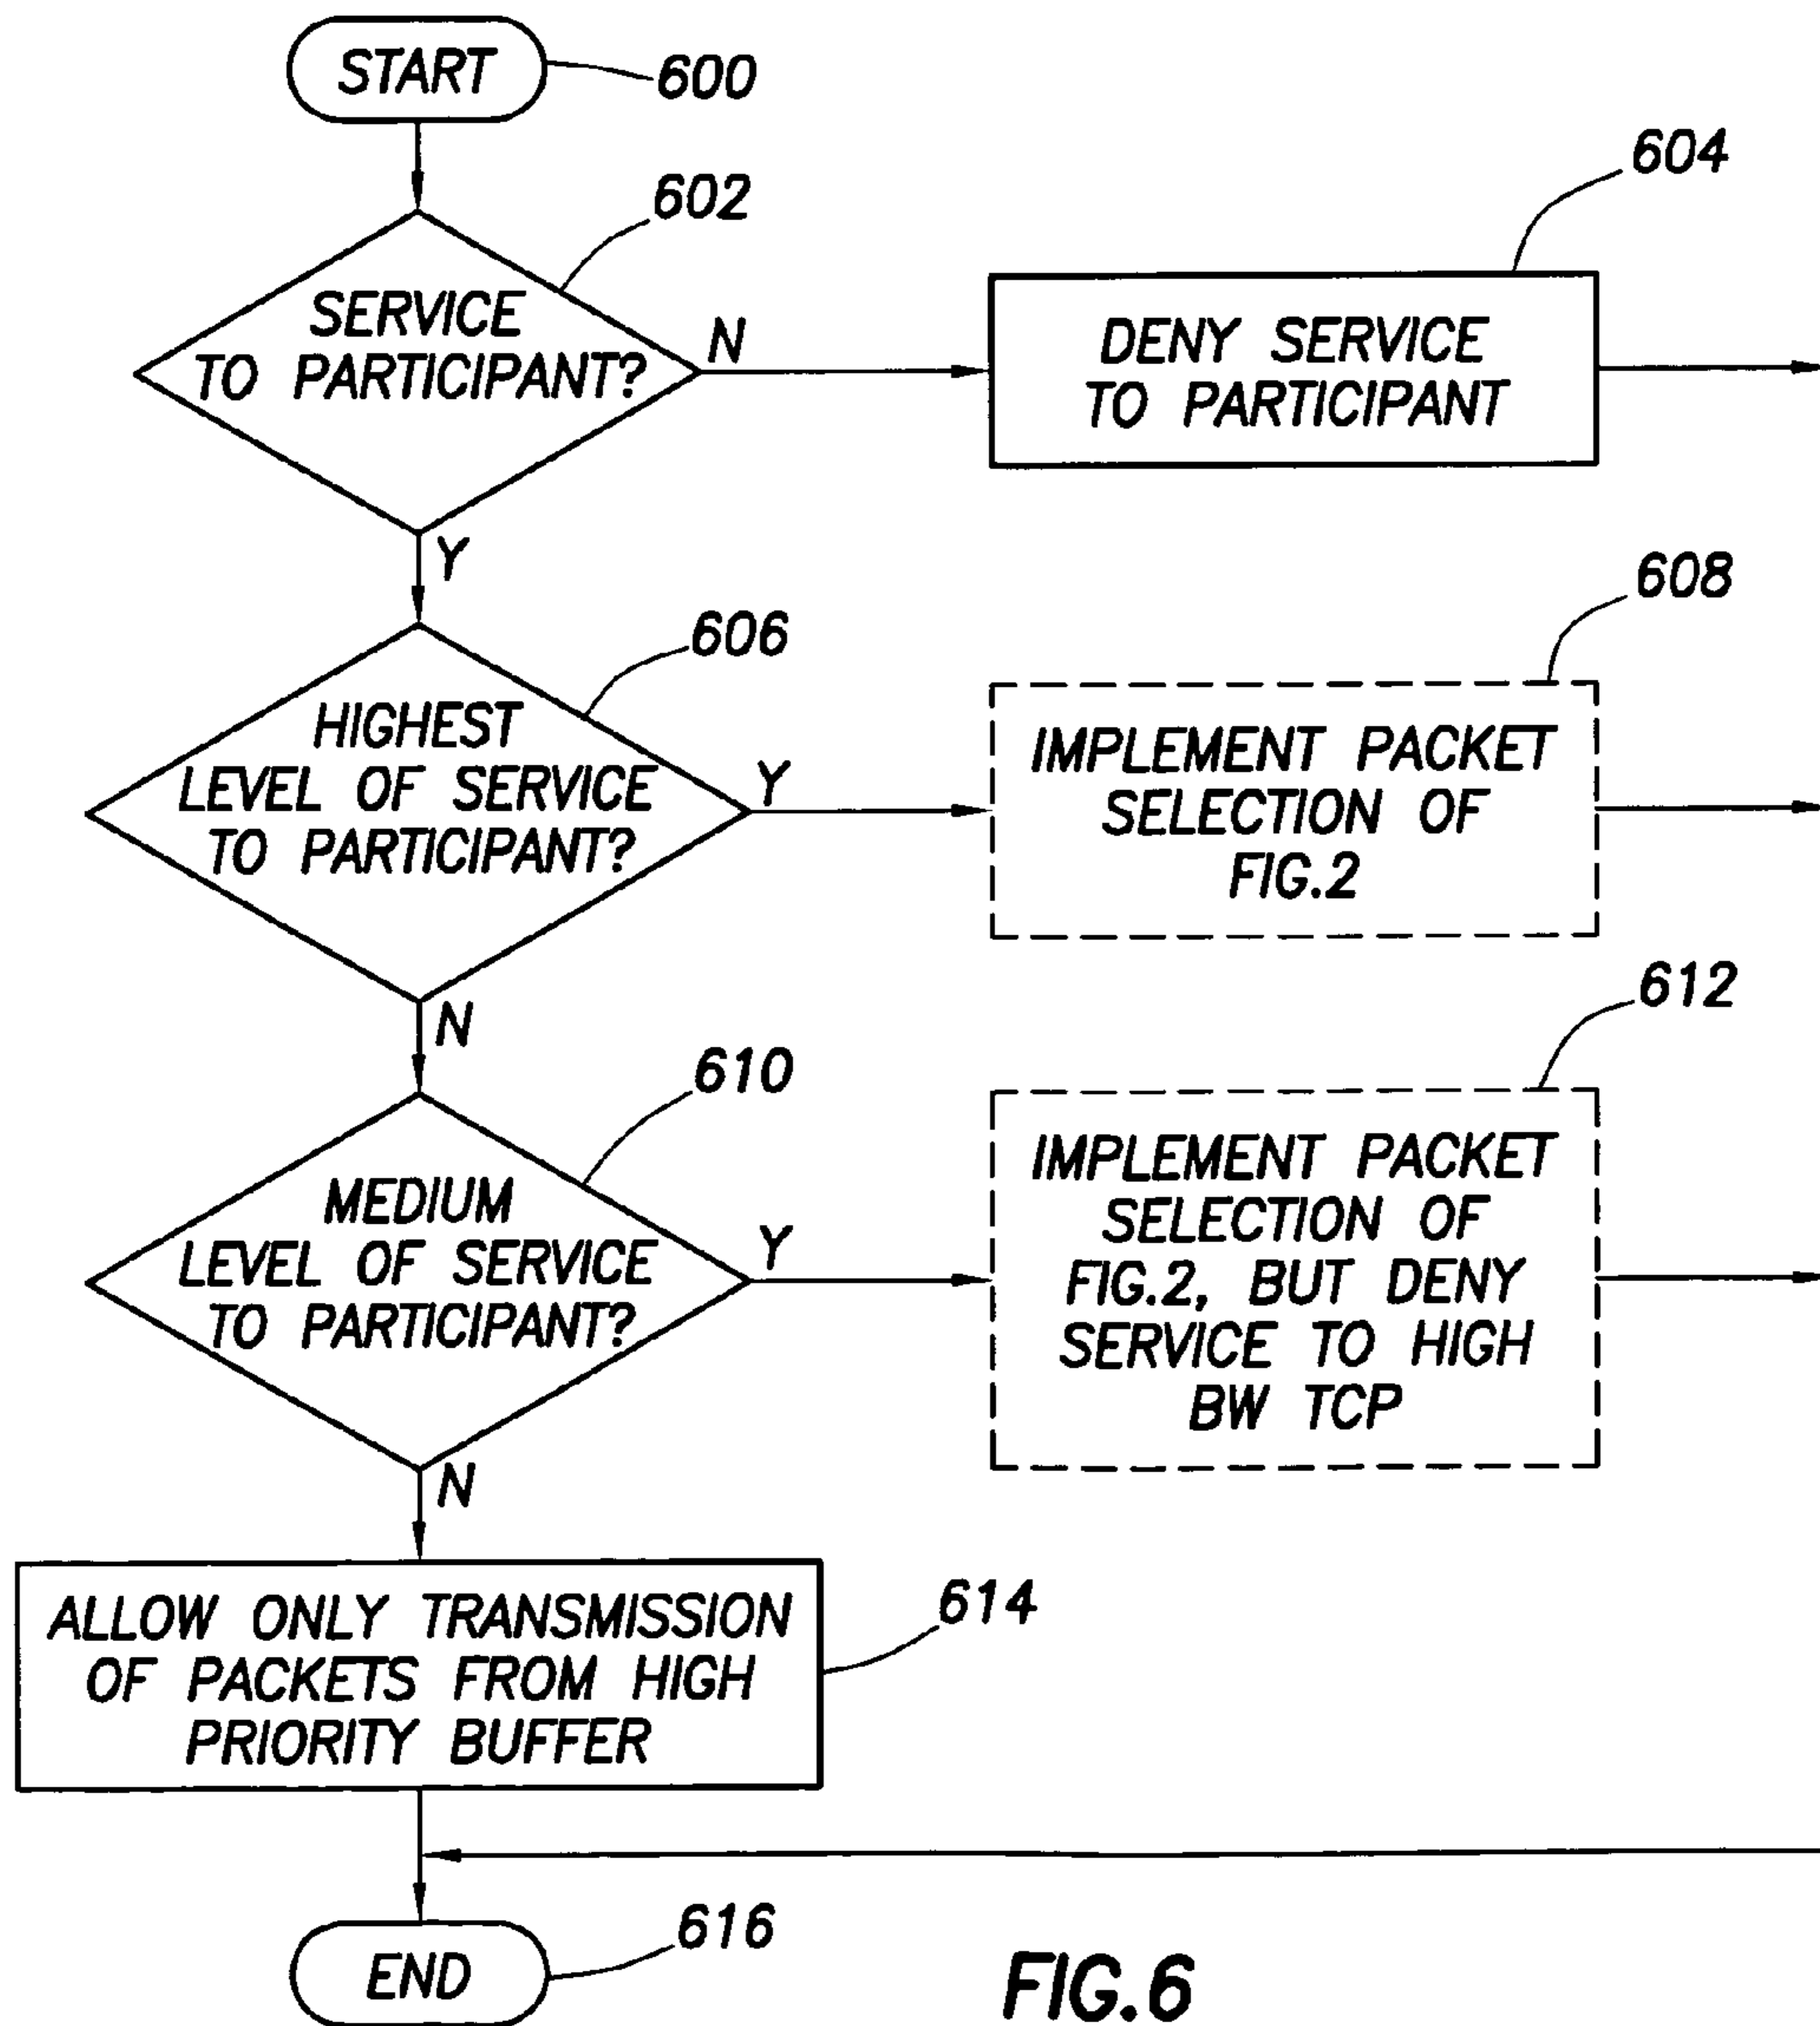 START
600
602
SERVICE
TO PARTICIPANT?
N
604
DENY SERVICE
TO PARTICIPANT
Y
606
HIGHEST
LEVEL OF SERVICE
TO PARTICIPANT?
Y
608
IMPLEMENT PACKET
SELECTION OF
FIG.2
N
610
MEDIUM
LEVEL OF SERVICE
TO PARTICIPANT?
Y
612
IMPLEMENT PACKET
SELECTION OF
FIG.2, BUT DENY
SERVICE TO HIGH
BW TCP
N
ALLOW ONLY TRANSMISSION
OF PACKETS FROM HIGH
PRIORITY BUFFER
614
END
616
FIG.6